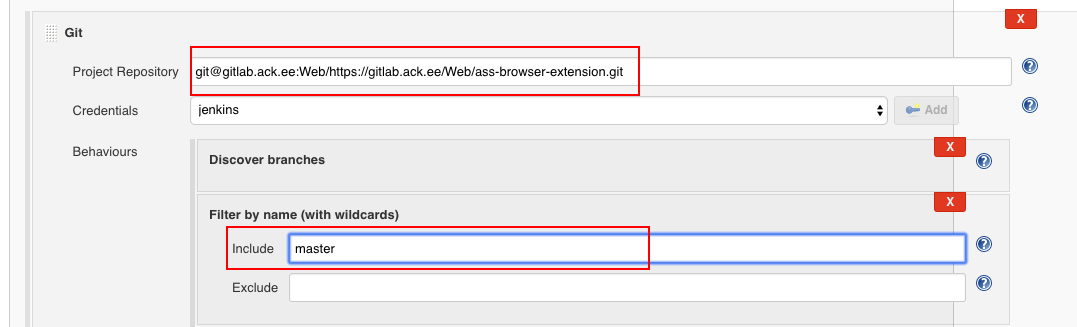 X
Git
Project Repository git@gitlab.ack.ee:Web/https://gitlab.ack.ee/Web/ass-browser-extension.git ?
Credentials jenkins Add ?
Behaviours
X
Discover branches ?
X
Filter by name (with wildcards)
Include master ?
Exclude ?